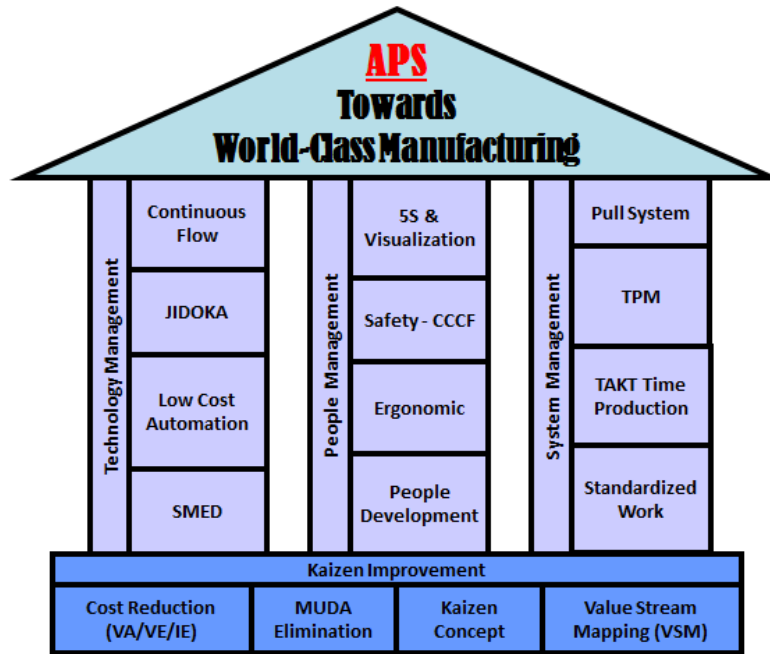 APS
Towards
World-Class Manufacturing
Technology Management
Continuous
Flow
JIDOKA
Low Cost
Automation
SMED
People Management
5S &
Visualization
Safety - CCCF
Ergonomic
People
Development
System Management
Pull System
TPM
TAKT Time
Production
Standardized
Work
Kaizen Improvement
Cost Reduction
(VA/VE/IE)
MUDA
Elimination
Kaizen
Concept
Value Stream
Mapping (VSM)